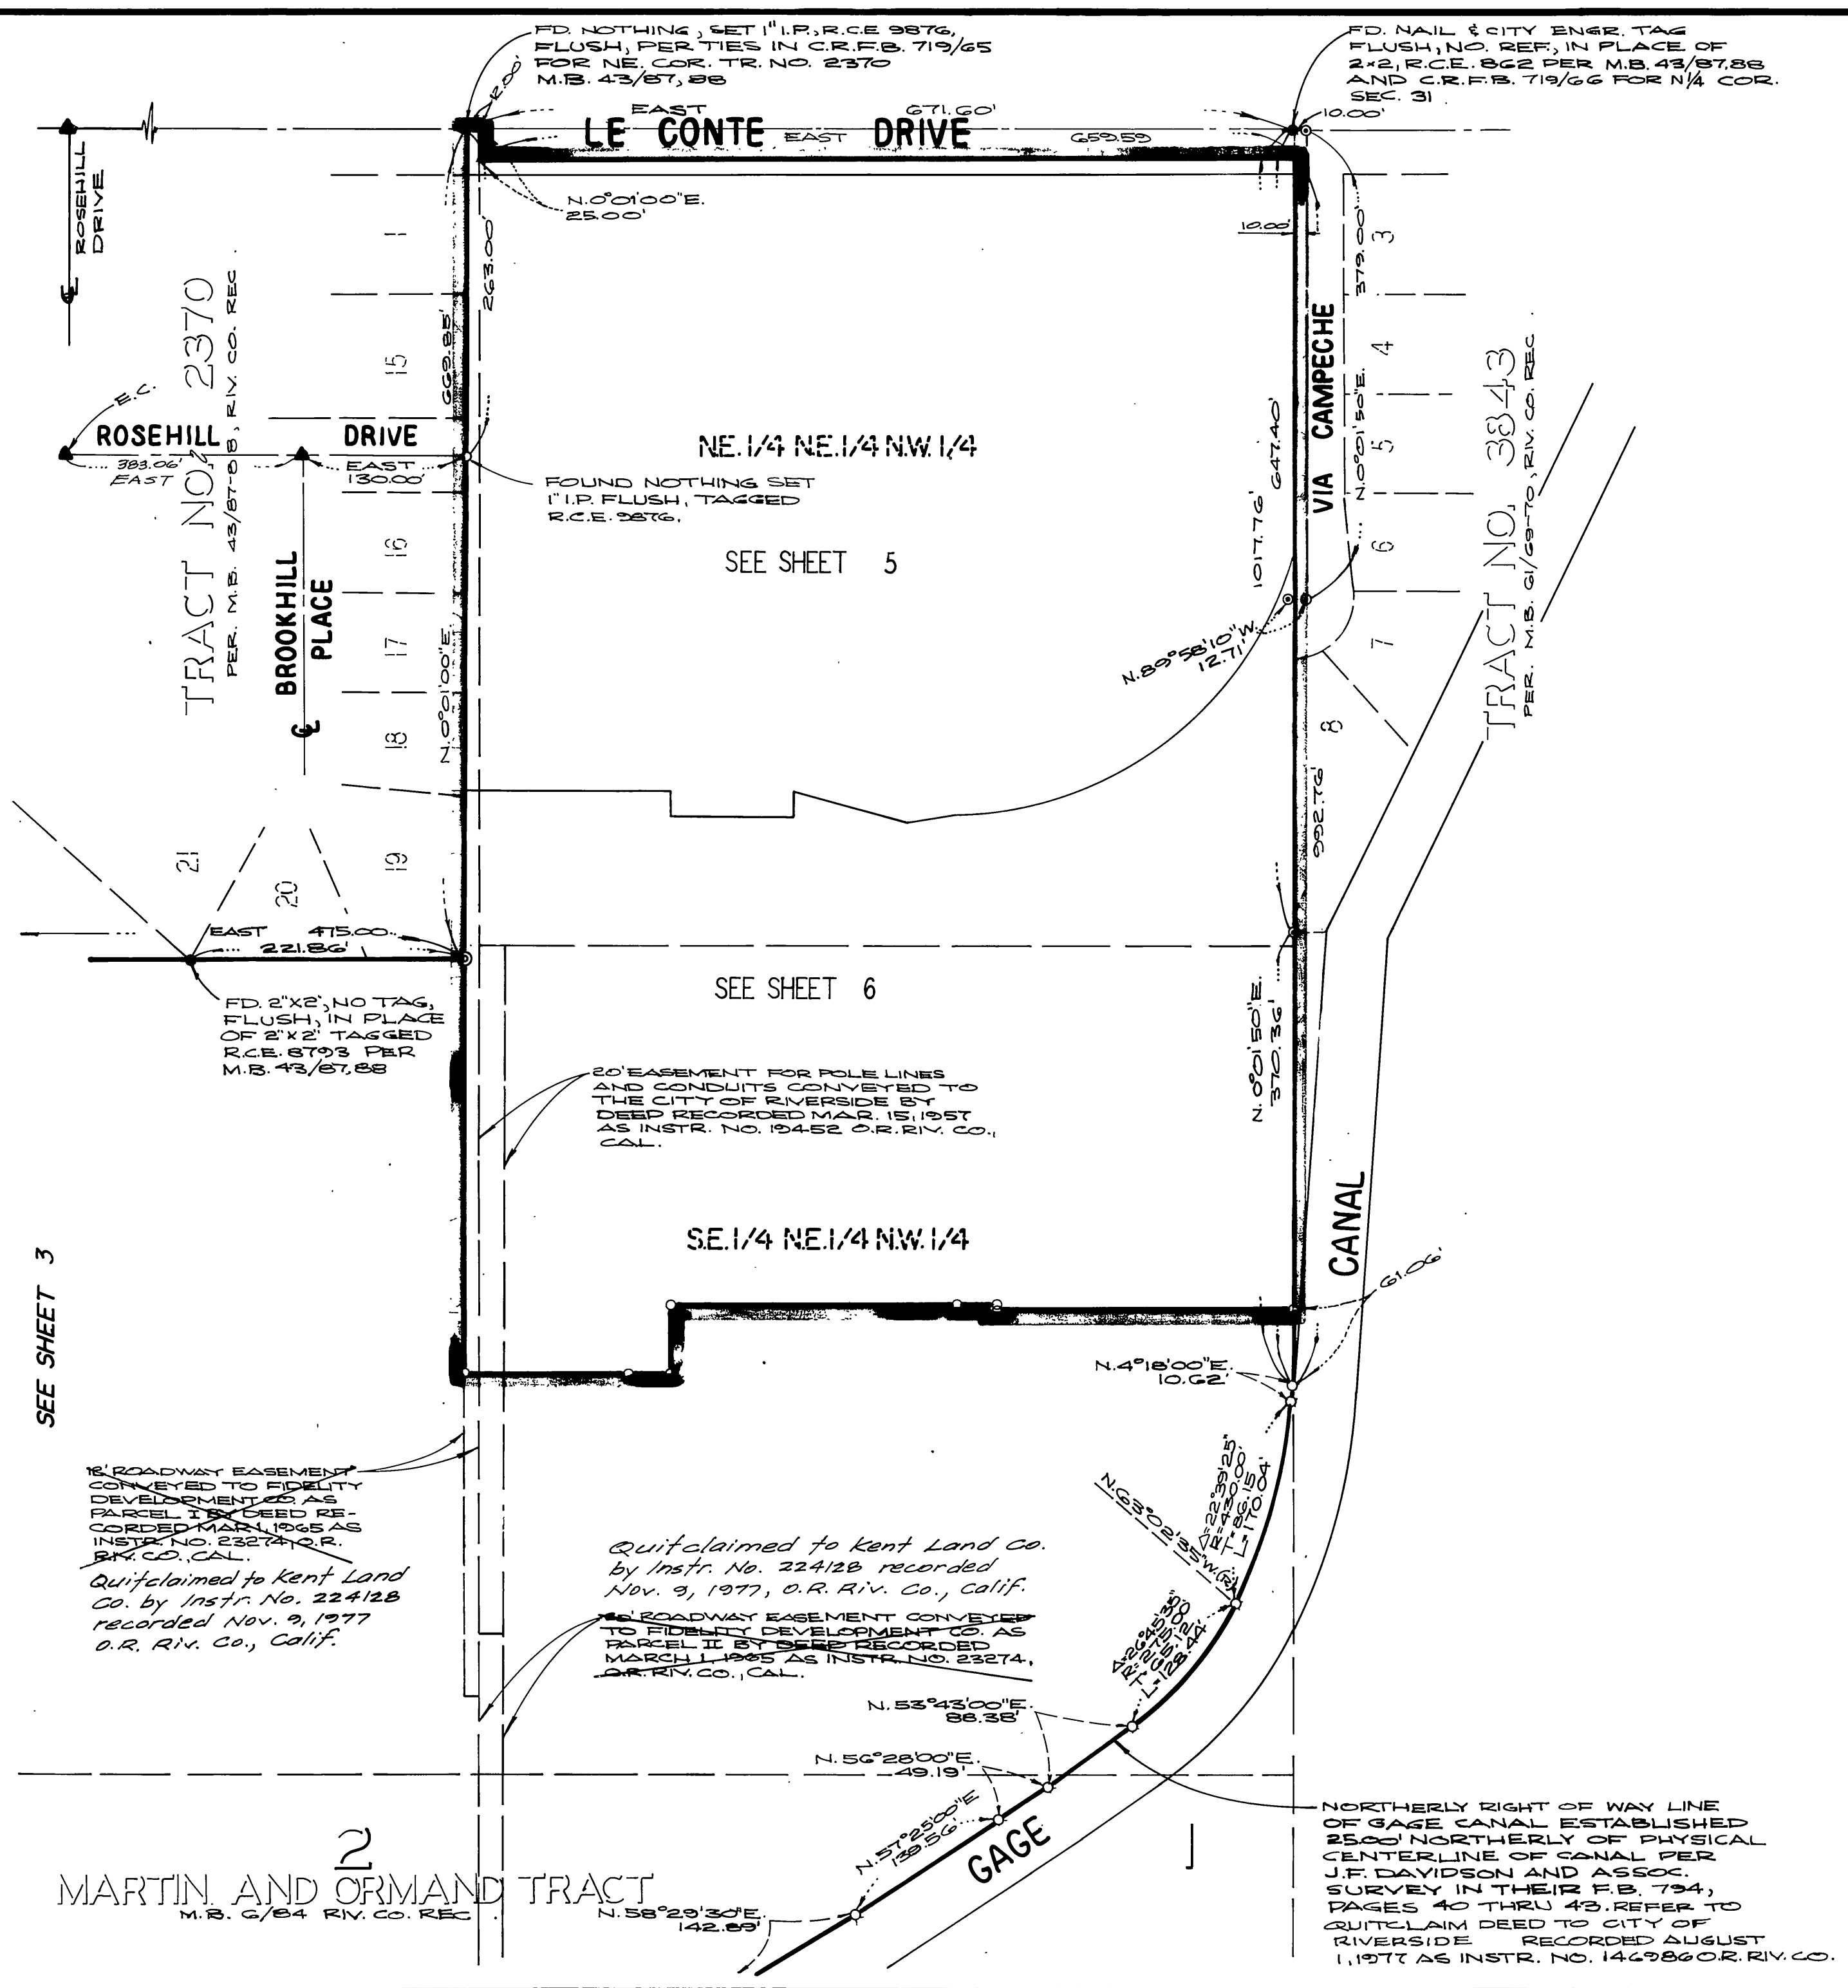 FD. NOTHING, SET 1" I.P., R.C.E 9876,
FLUSH, PER TIES IN C.R.F.B. 719/65
FOR NE. COR. TR. NO. 2370
M.B. 43/87,88
FD. NAIL & CITY ENGR. TAG
FLUSH, NO. REF., IN PLACE OF
2x2, R.C.E. 862 PER M.B. 43/87,88
AND C.R.F.B. 719/66 FOR N¼ COR.
SEC. 31
10.00'
EAST 671.60'
LE CONTE DRIVE
EAST 659.59
N.0°01'00"E.
25.00'
10.00'
ROSEHILL
DRIVE
1
15
16
17
18
19
20
21
263.00'
669.85'
N.0°01'00"E.
TRACT NO. 2370
PER. M.B. 43/87-88, RIV. CO. REC.
E.C.
ROSEHILL DRIVE
383.06'
EAST
EAST
130.00'
BROOKHILL
PLACE
N.E.1/4 N.E.1/4 N.W.1/4
FOUND NOTHING SET
1" I.P. FLUSH, TAGGED
R.C.E. 9876.
SEE SHEET 5
VIA CAMPECHE
379.00'
N.0°01'50"E.
647.40'
1017.76'
992.76'
3
4
5
6
7
8
TRACT NO. 3843
PER. M.B. 61/69-70, RIV. CO. REC
N.89°58'10"W.
12.71'
EAST 475.00
221.86'
FD. 2"X2", NO TAG,
FLUSH, IN PLACE
OF 2"X2" TAGGED
R.C.E. 8793 PER
M.B. 43/87,88
SEE SHEET 6
20' EASEMENT FOR POLE LINES
AND CONDUITS CONVEYED TO
THE CITY OF RIVERSIDE BY
DEED RECORDED MAR. 15, 1957
AS INSTR. NO. 19452 O.R. RIV. CO.,
CAL.
N.0°01'50"E.
370.36'
S.E.1/4 N.E.1/4 N.W.1/4
CANAL
61.06'
SEE SHEET 3
N.4°18'00"E.
10.62'
18' ROADWAY EASEMENT
CONVEYED TO FIDELITY
DEVELOPMENT CO. AS
PARCEL I BY DEED RE-
CORDED MAR. 1, 1965 AS
INSTR. NO. 23274, O.R.
RIV. CO., CAL.
Quitclaimed to Kent Land
Co. by Instr. No. 224128
recorded Nov. 9, 1977
O.R. Riv. Co., Calif.
Quitclaimed to Kent Land Co.
by Instr. No. 224128 recorded
Nov. 9, 1977, O.R. Riv. Co., Calif.
ROADWAY EASEMENT CONVEYED
TO FIDELITY DEVELOPMENT CO. AS
PARCEL II BY DEED RECORDED
MARCH 1, 1965 AS INSTR. NO. 23274,
O.R. RIV. CO., CAL.
Δ=22°39'25"
R=430.00'
T=86.15
L=170.04'
N.63°02'35"W.(R)
Δ=26°45'35"
R=275.00'
T=65.12
L=128.44'
N.53°43'00"E.
88.38'
N.56°28'00"E.
49.19'
N.57°25'00"E
139.56'
N.58°29'30"E.
142.89'
GAGE
1
2
MARTIN AND ORMAND TRACT
M.B. 6/84 RIV. CO. REC.
NORTHERLY RIGHT OF WAY LINE
OF GAGE CANAL ESTABLISHED
25.00' NORTHERLY OF PHYSICAL
CENTERLINE OF CANAL PER
J.F. DAVIDSON AND ASSOC.
SURVEY IN THEIR F.B. 794,
PAGES 40 THRU 43. REFER TO
QUITCLAIM DEED TO CITY OF
RIVERSIDE RECORDED AUGUST
1, 1977 AS INSTR. NO. 146986 O.R. RIV. CO.